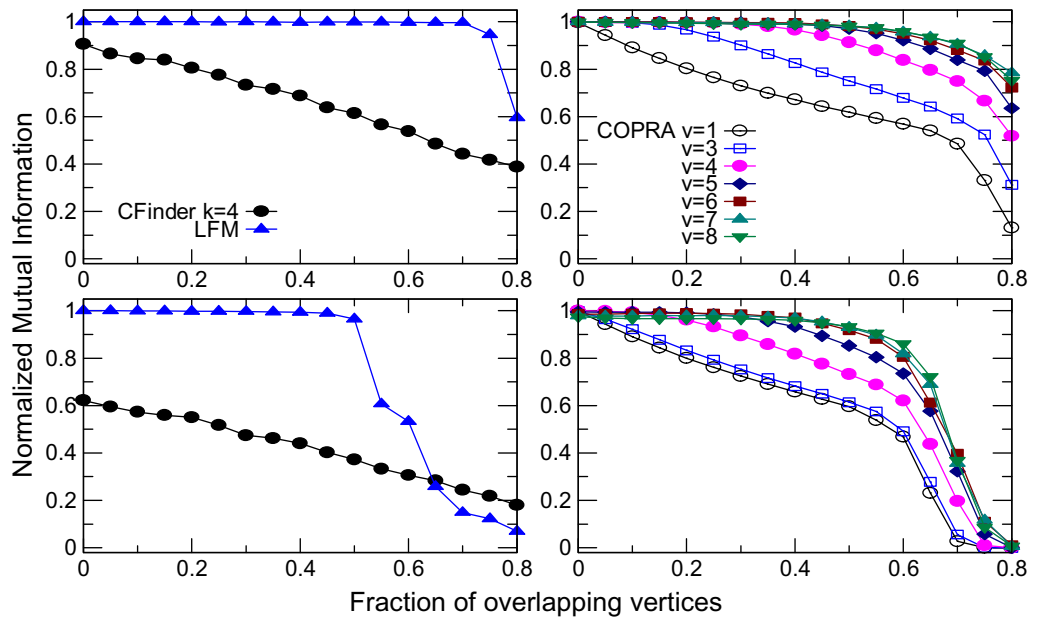 Normalized Mutual Information
1
0.8
0.6
0.4
0.2
0
CFinder k=4
LFM
0 0.2 0.4 0.6 0.8
1
0.8
0.6
0.4
0.2
0
COPRA v=1
v=3
v=4
v=5
v=6
v=7
v=8
0 0.2 0.4 0.6 0.8
1
0.8
0.6
0.4
0.2
0
0 0.2 0.4 0.6 0.8
1
0.8
0.6
0.4
0.2
0
0 0.2 0.4 0.6 0.8
Fraction of overlapping vertices